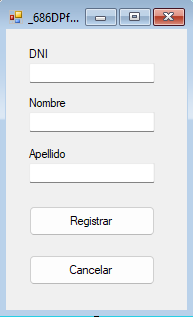 _686DPf...
DNI
Nombre
Apellido
Registrar
Cancelar